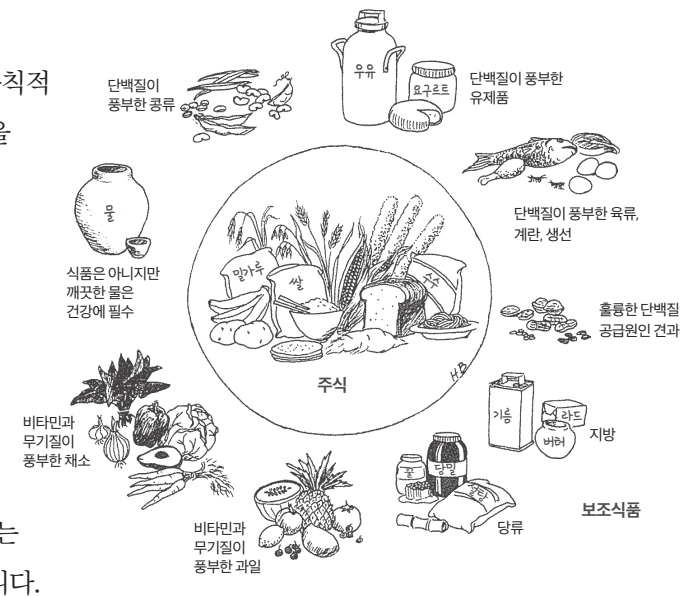 칙적
을
단백질이
풍부한 콩류
우유
요구르트
단백질이 풍부한
유제품
단백질이 풍부한 육류,
계란, 생선
물
식품은 아니지만
깨끗한 물은
건강에 필수
밀가루
쌀
수수
주식
H.B
훌륭한 단백질
공급원인 견과
기름
라드
버터
지방
비타민과
무기질이
풍부한 채소
꿀
당밀
설탕
당류
보조식품
비타민과
무기질이
풍부한 과일
는
니다.